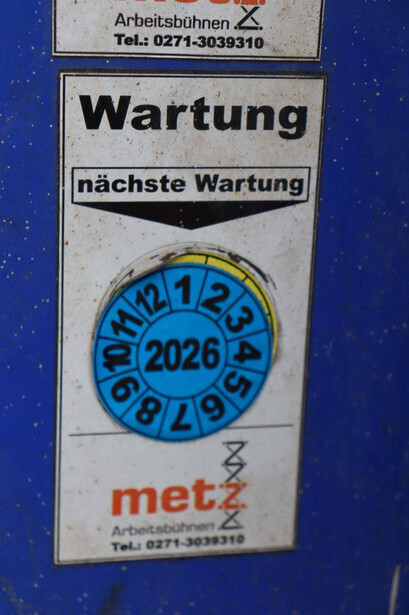 Arbeitsbühnen
Tel.: 0271-3039310
Wartung
nächste Wartung
1 2 3 4 5 6 7 8 9 10 11 12
2026
metz
Arbeitsbühnen
Tel.: 0271-3039310